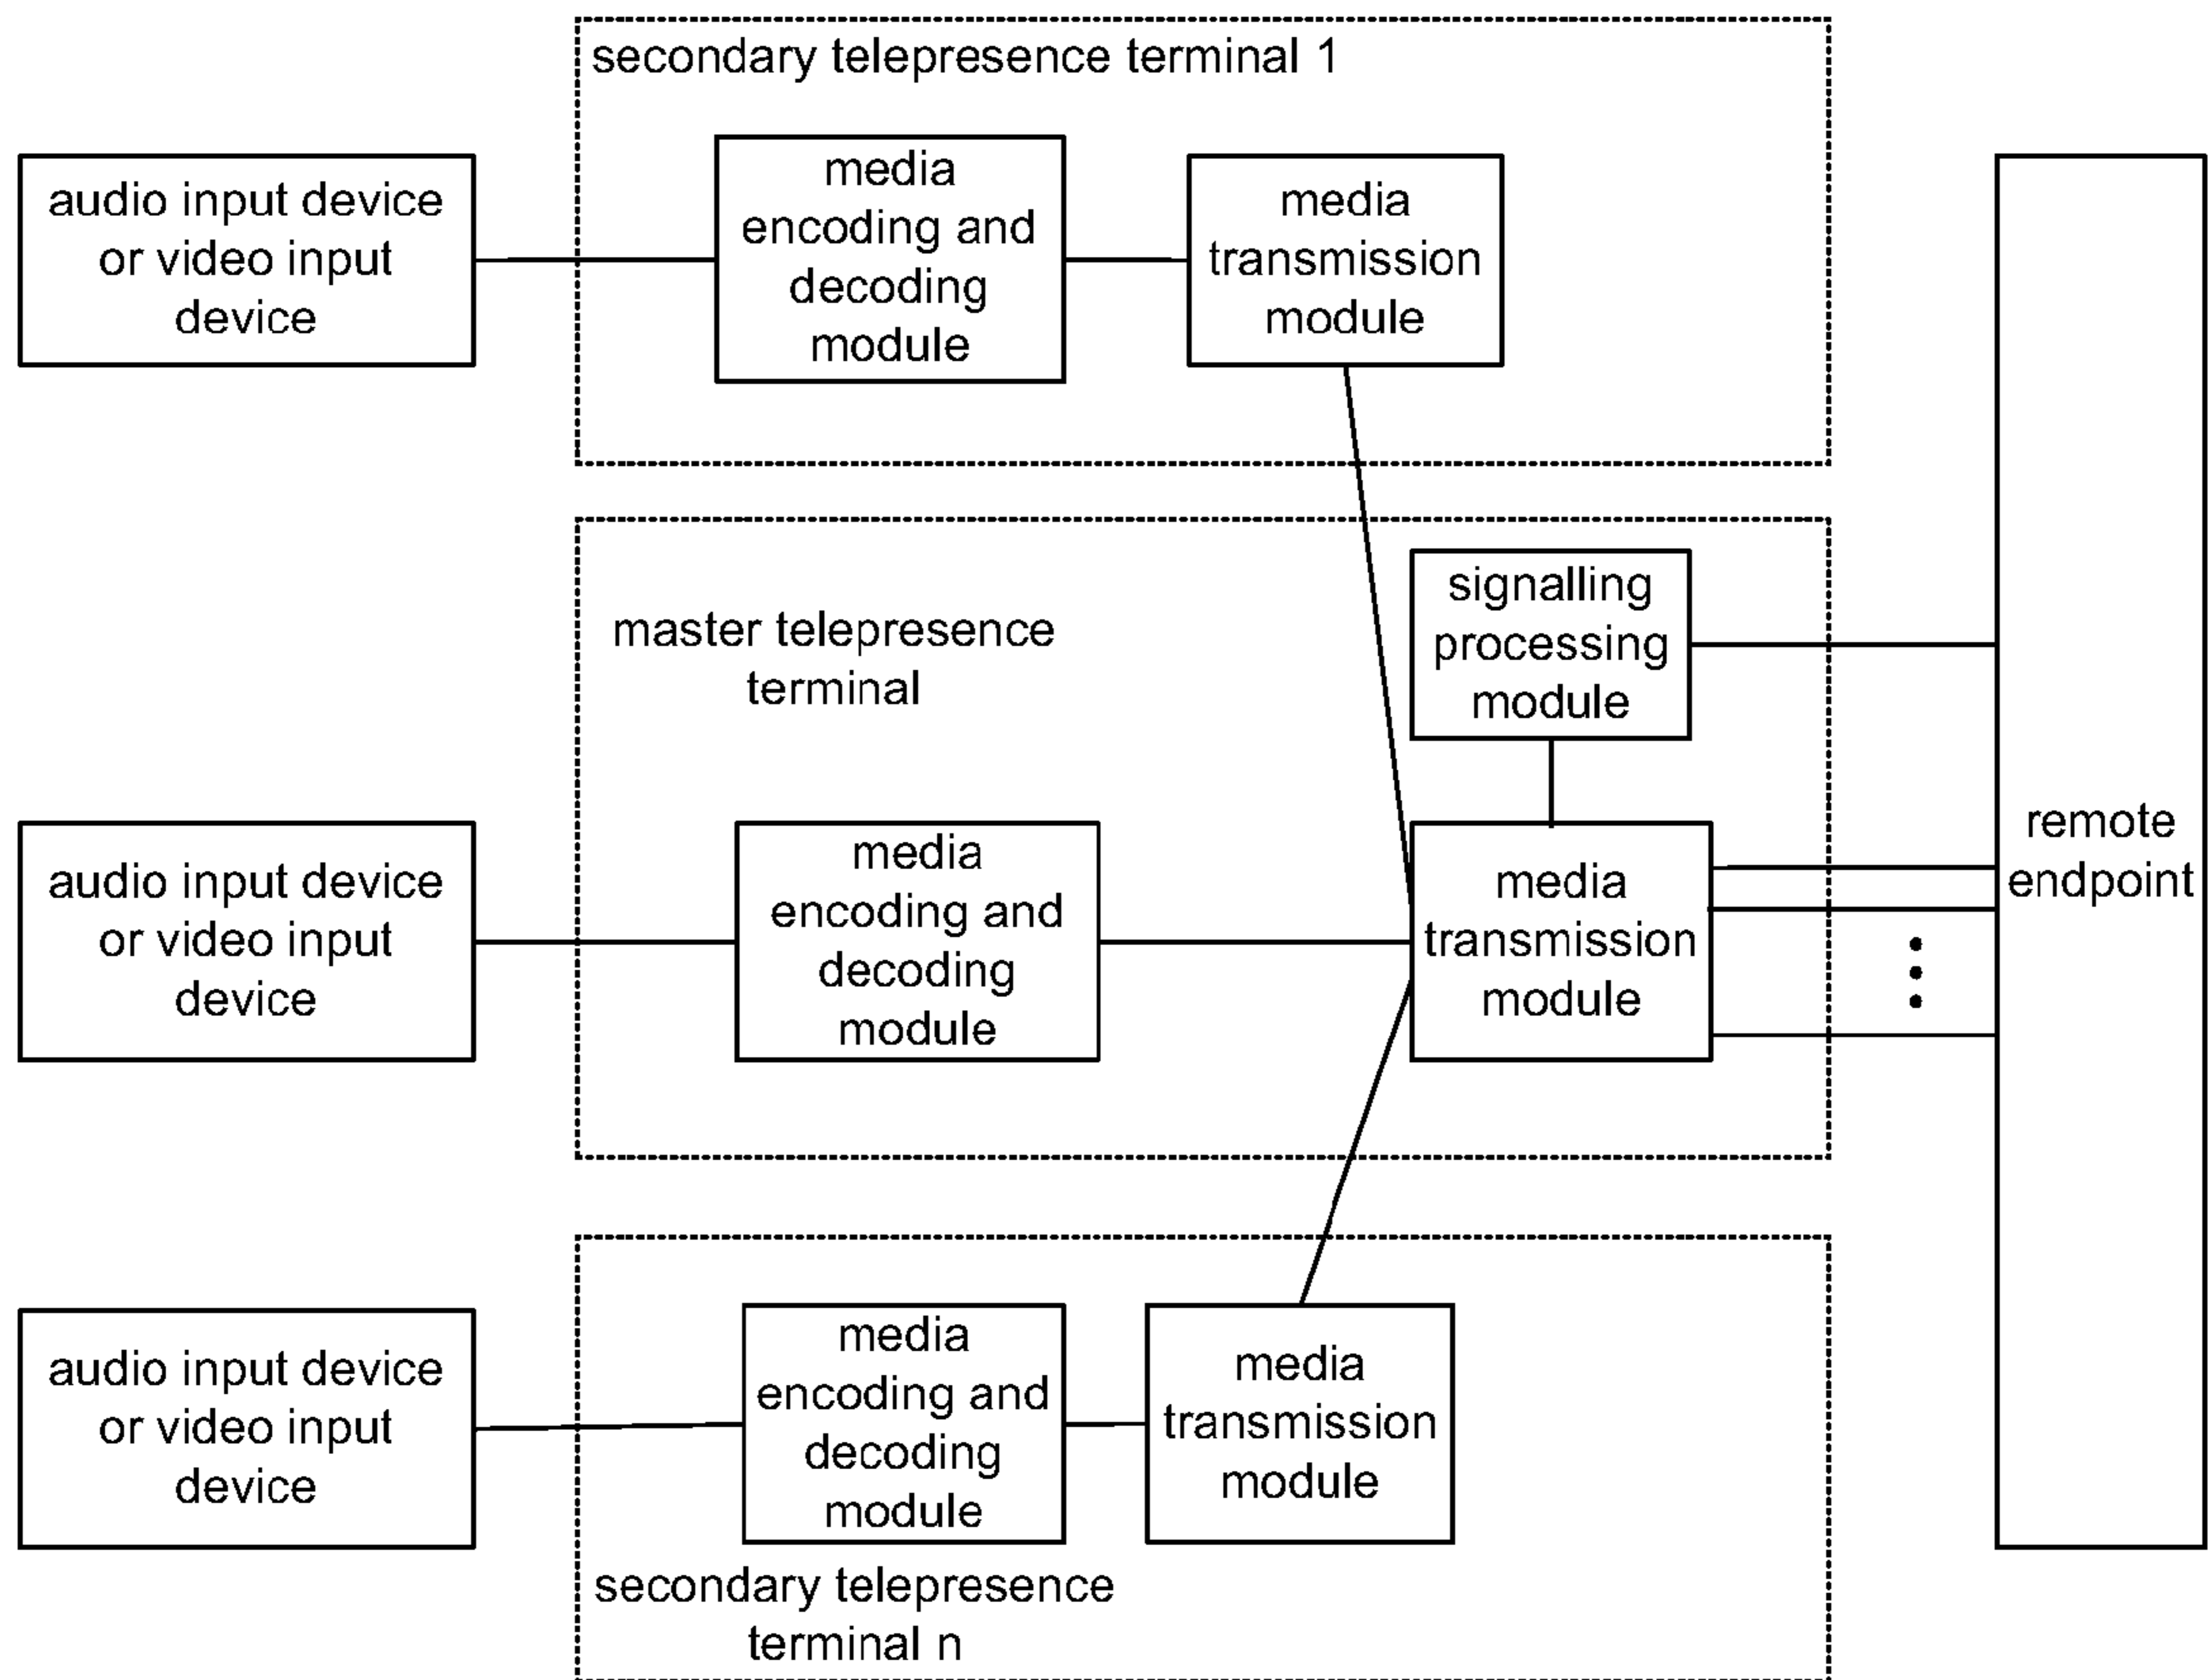 secondary telepresence terminal 1
audio input device
or video input
device
media
encoding and
decoding
module
media
transmission
module
master telepresence
terminal
signalling
processing
module
audio input device
or video input
device
media
encoding and
decoding
module
media
transmission
module
remote
endpoint
audio input device
or video input
device
media
encoding and
decoding
module
media
transmission
module
secondary telepresence
terminal n